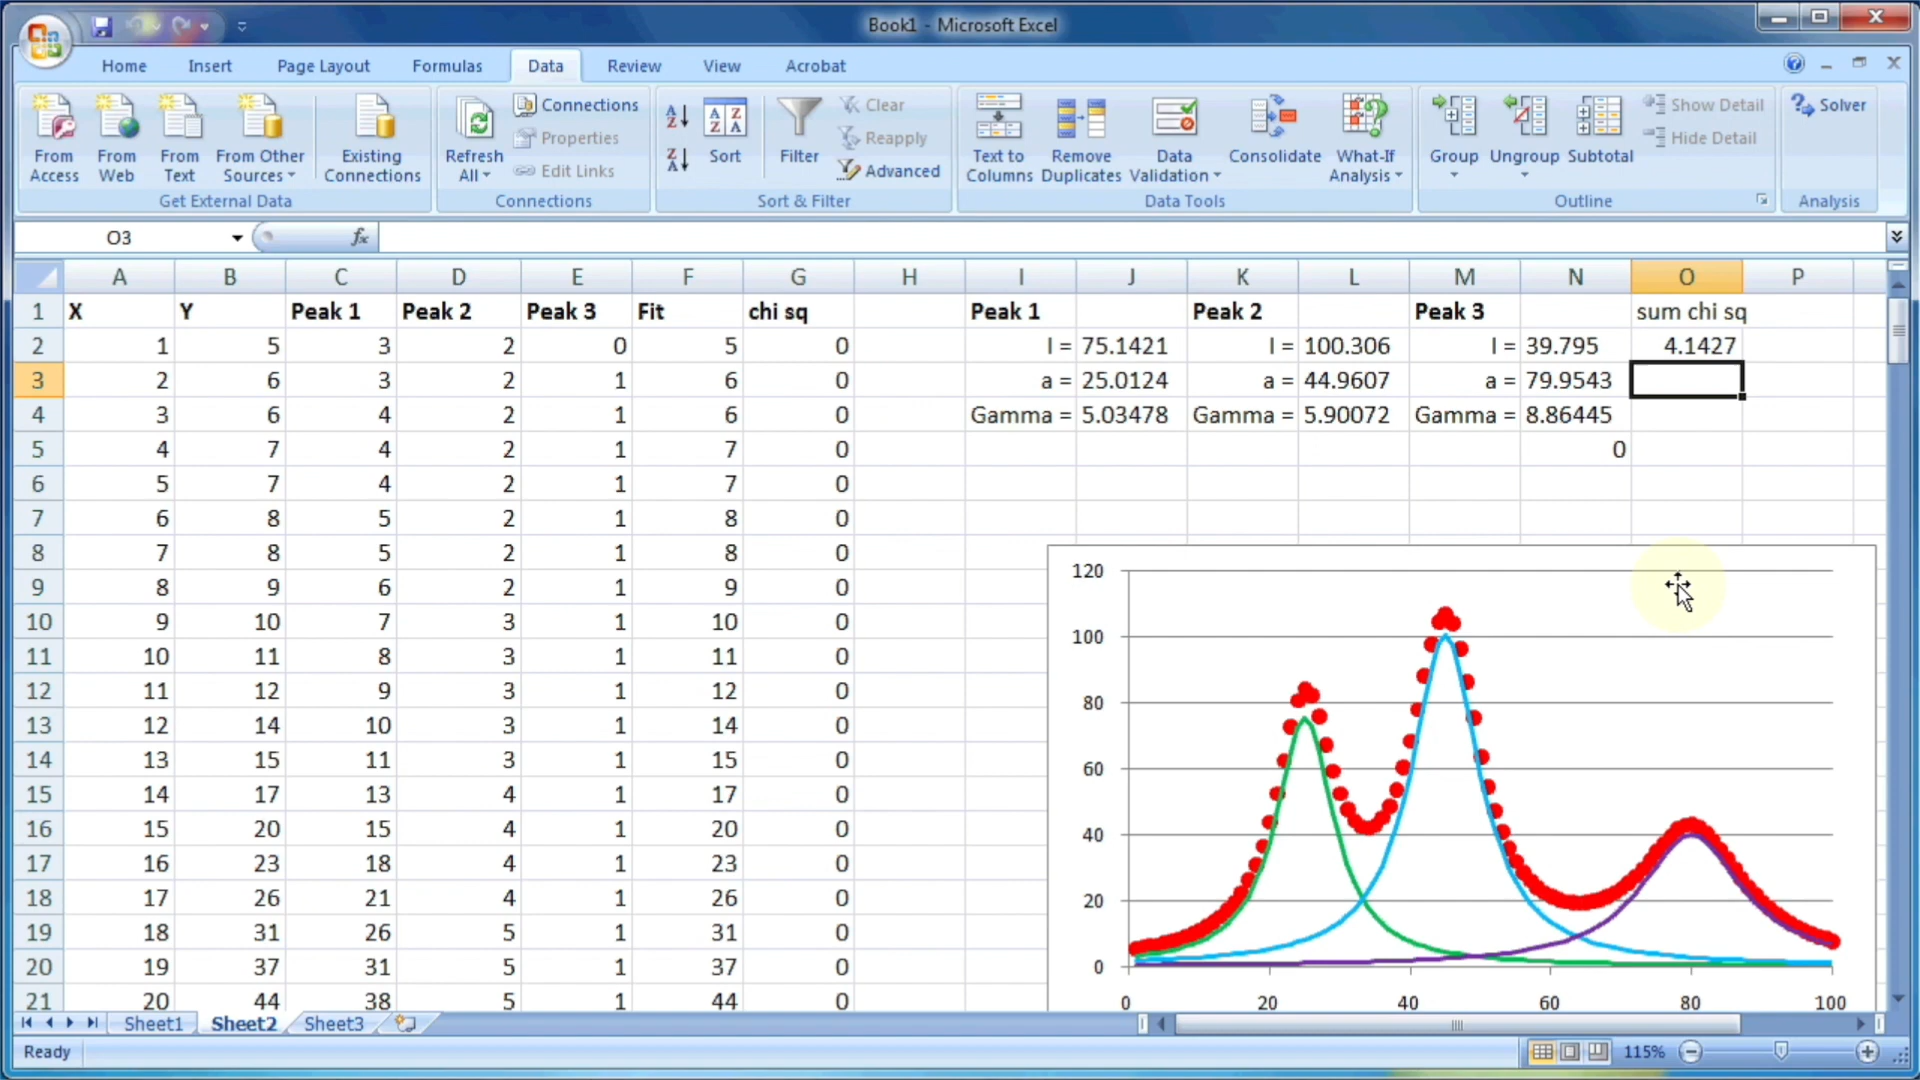 Book1 - Microsoft Excel
Home Insert Page Layout Formulas Data Review View Acrobat
From Access From Web From Text From Other Sources Existing Connections
Get External Data
Refresh All Connections Properties Edit Links
Connections
Sort Filter Clear Reapply Advanced
Sort & Filter
Text to Columns Remove Duplicates Data Validation Consolidate What-If Analysis
Data Tools
Group Ungroup Subtotal Show Detail Hide Detail
Outline
Solver
Analysis
O3 fx
A B C D E F G H I J K L M N O P
1 X Y Peak 1 Peak 2 Peak 3 Fit chi sq Peak 1 Peak 2 Peak 3 sum chi sq
2 1 5 3 2 0 5 0 I = 75.1421 I = 100.306 I = 39.795 4.1427
3 2 6 3 2 1 6 0 a = 25.0124 a = 44.9607 a = 79.9543
4 3 6 4 2 1 6 0 Gamma = 5.03478 Gamma = 5.90072 Gamma = 8.86445
5 4 7 4 2 1 7 0 0
6 5 7 4 2 1 7 0
7 6 8 5 2 1 8 0
8 7 8 5 2 1 8 0
9 8 9 6 2 1 9 0
10 9 10 7 3 1 10 0
11 10 11 8 3 1 11 0
12 11 12 9 3 1 12 0
13 12 14 10 3 1 14 0
14 13 15 11 3 1 15 0
15 14 17 13 4 1 17 0
16 15 20 15 4 1 20 0
17 16 23 18 4 1 23 0
18 17 26 21 4 1 26 0
19 18 31 26 5 1 31 0
20 19 37 31 5 1 37 0
21 20 44 38 5 1 44 0
120
100
80
60
40
20
0
0 20 40 60 80 100
Sheet1 Sheet2 Sheet3
Ready
115%